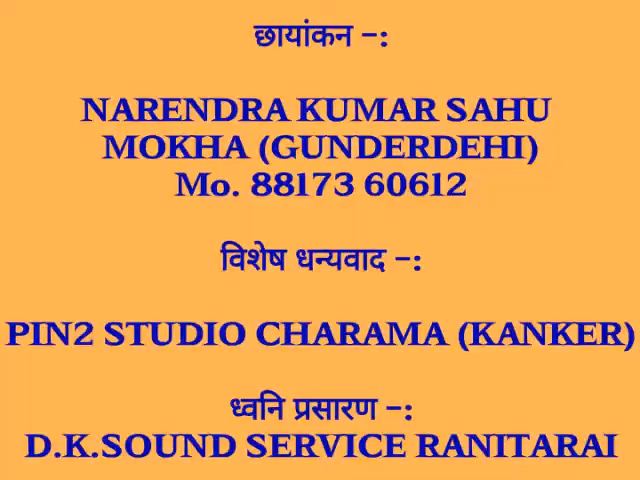 छायांकन -:
NARENDRA KUMAR SAHU
MOKHA (GUNDERDEHI)
Mo. 88173 60612
विशेष धन्यवाद -:
PIN2 STUDIO CHARAMA (KANKER)
ध्वनि प्रसारण -:
D.K.SOUND SERVICE RANITARAI